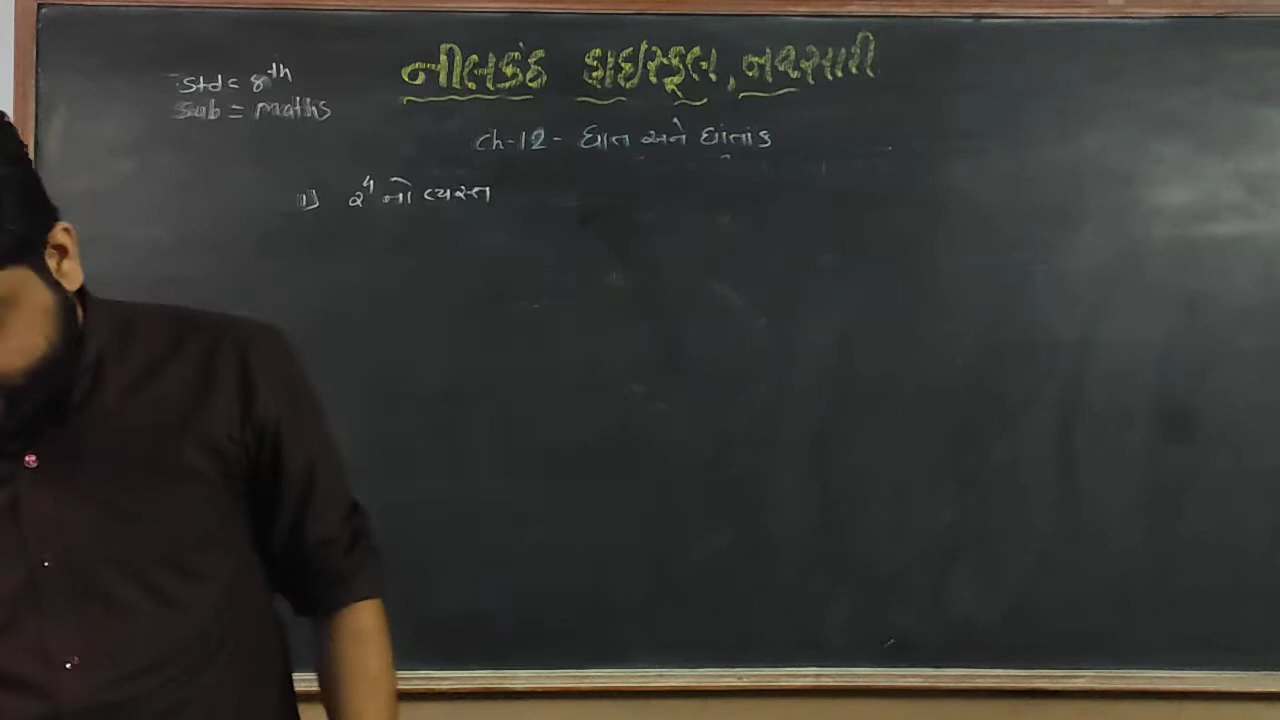 નીલકંઠ હાઇસ્કૂલ, નવસારી
Std = 8th
Sub = maths
Ch-12 - ઘાત અને ઘાંતાંક
1) 2⁴ નો વ્યસ્ત